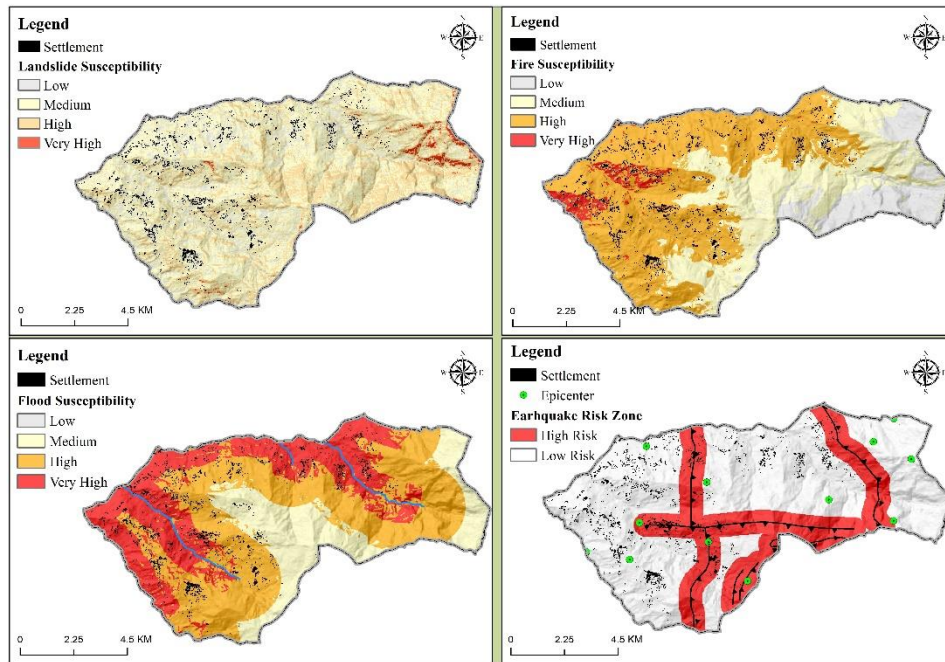 Legend
Settlement
Landslide Susceptibility
Low
Medium
High
Very High
N
W E
S
0 2.25 4.5 KM
Legend
Settlement
Fire Susceptibility
Low
Medium
High
Very High
N
W E
S
0 2.25 4.5 KM
Legend
Settlement
Flood Susceptibility
Low
Medium
High
Very High
N
W E
S
0 2.25 4.5 KM
Legend
Settlement
Epicenter
Earhquake Risk Zone
High Risk
Low Risk
N
W E
S
0 2.25 4.5 KM